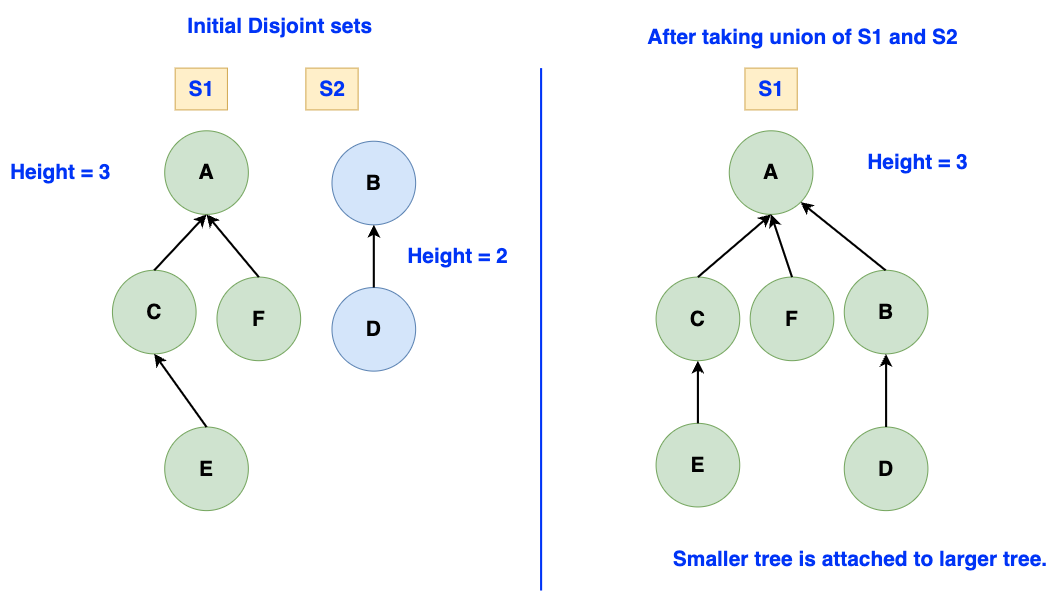 Initial Disjoint sets
S1
S2
Height = 3
A
B
Height = 2
C
F
D
E
After taking union of S1 and S2
S1
A
Height = 3
C
F
B
E
D
Smaller tree is attached to larger tree.